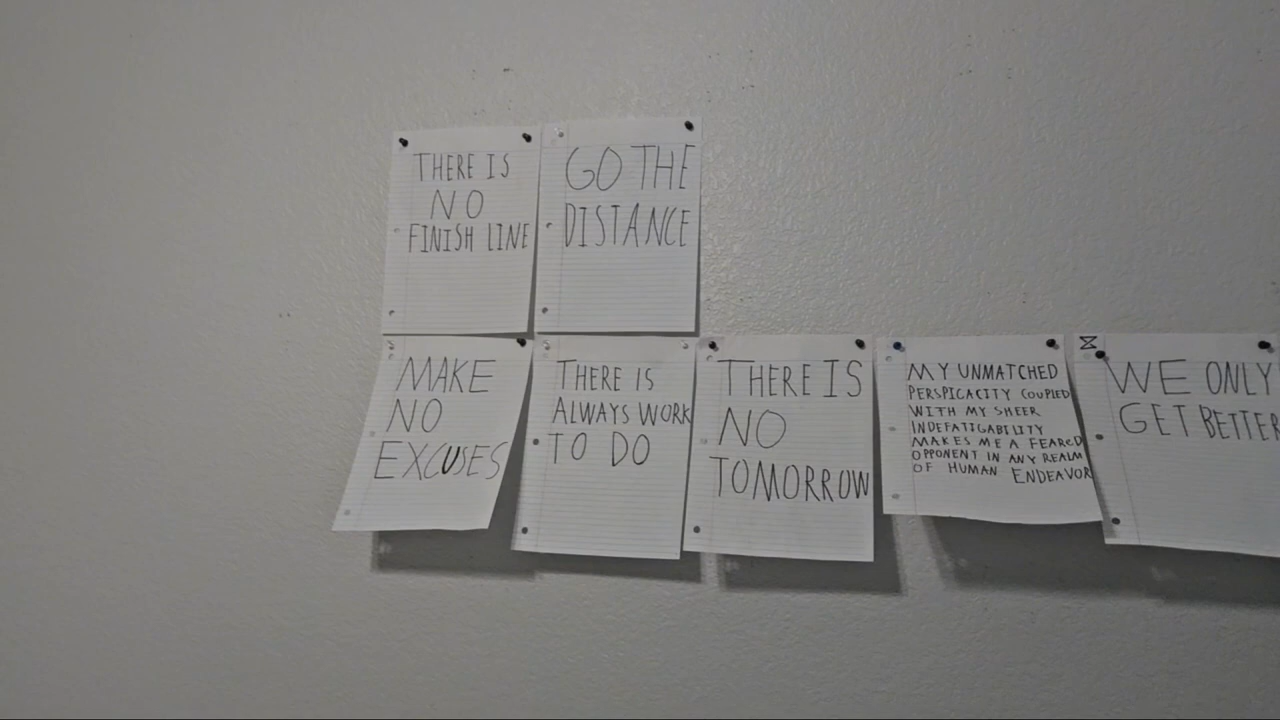 THERE IS
NO
FINISH LINE
GO THE
DISTANCE
MAKE
NO
EXCUSES
THERE IS
ALWAYS WORK
TO DO
THERE IS
NO
TOMORROW
MY UNMATCHED
PERSPICACITY COUPLED
WITH MY SHEER
INDEFATIGABILITY
MAKES ME A FEARED
OPPONENT IN ANY REALM
OF HUMAN ENDEAVOR
WE ONLY
GET BETTER